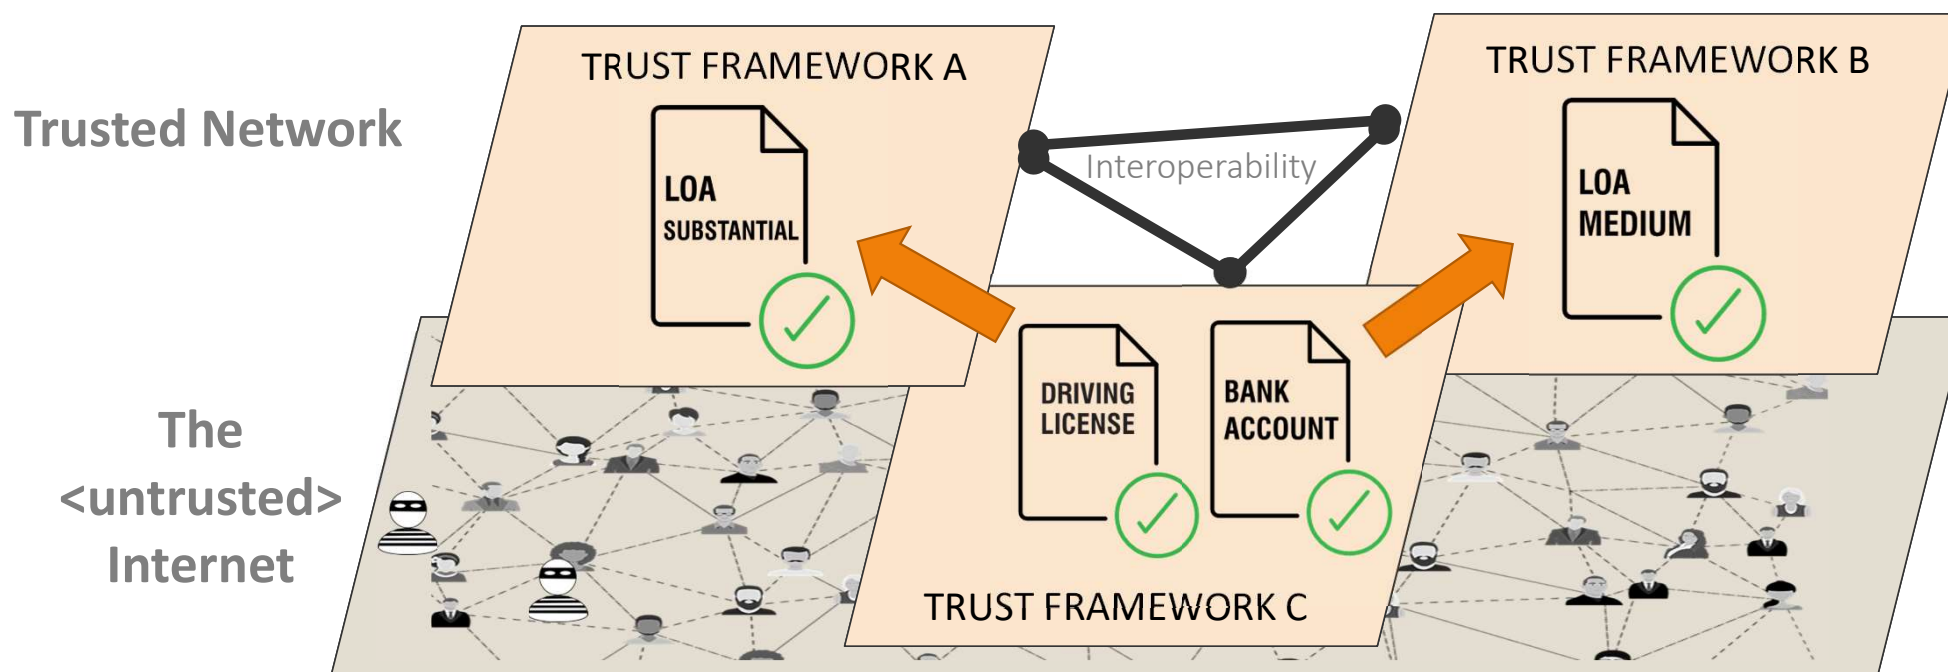 TRUST FRAMEWORK A
TRUST FRAMEWORK B
Trusted Network
Interoperability
LOA
SUBSTANTIAL
LOA
MEDIUM
DRIVING
LICENSE
BANK
ACCOUNT
The
<untrusted>
Internet
TRUST FRAMEWORK C